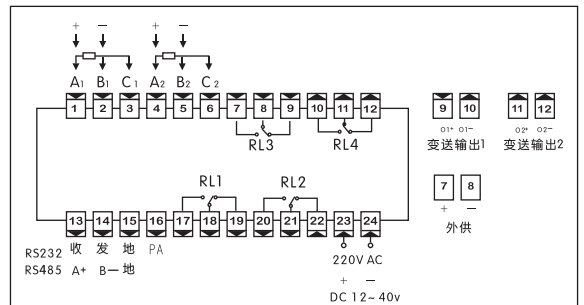 + − + −
A1 B1 C1 A2 B2 C2
1 2 3 4 5 6 7 8 9 10 11 12
RL3 RL4
9 10 11 12
O1+ O1− O2+ O2−
变送输出1 变送输出2
7 8
+ −
外供
RL1 RL2
13 14 15 16 17 18 19 20 21 22 23 24
RS232 收 发 地 PA
RS485 A+ B− 地
220V AC
+ −
DC 12~40v